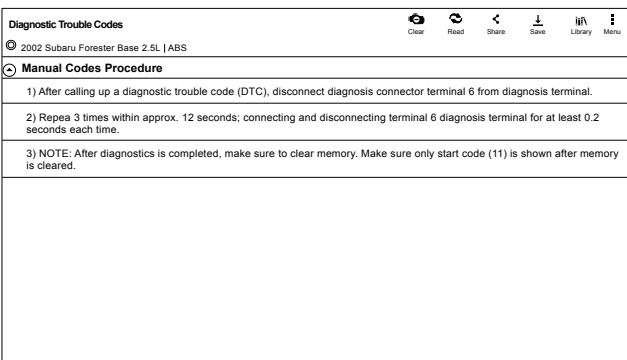 Diagnostic Trouble Codes
Clear Read Share Save Library Menu
2002 Subaru Forester Base 2.5L | ABS
Manual Codes Procedure
1) After calling up a diagnostic trouble code (DTC), disconnect diagnosis connector terminal 6 from diagnosis terminal.
2) Repea 3 times within approx. 12 seconds; connecting and disconnecting terminal 6 diagnosis terminal for at least 0.2
seconds each time.
3) NOTE: After diagnostics is completed, make sure to clear memory. Make sure only start code (11) is shown after memory
is cleared.